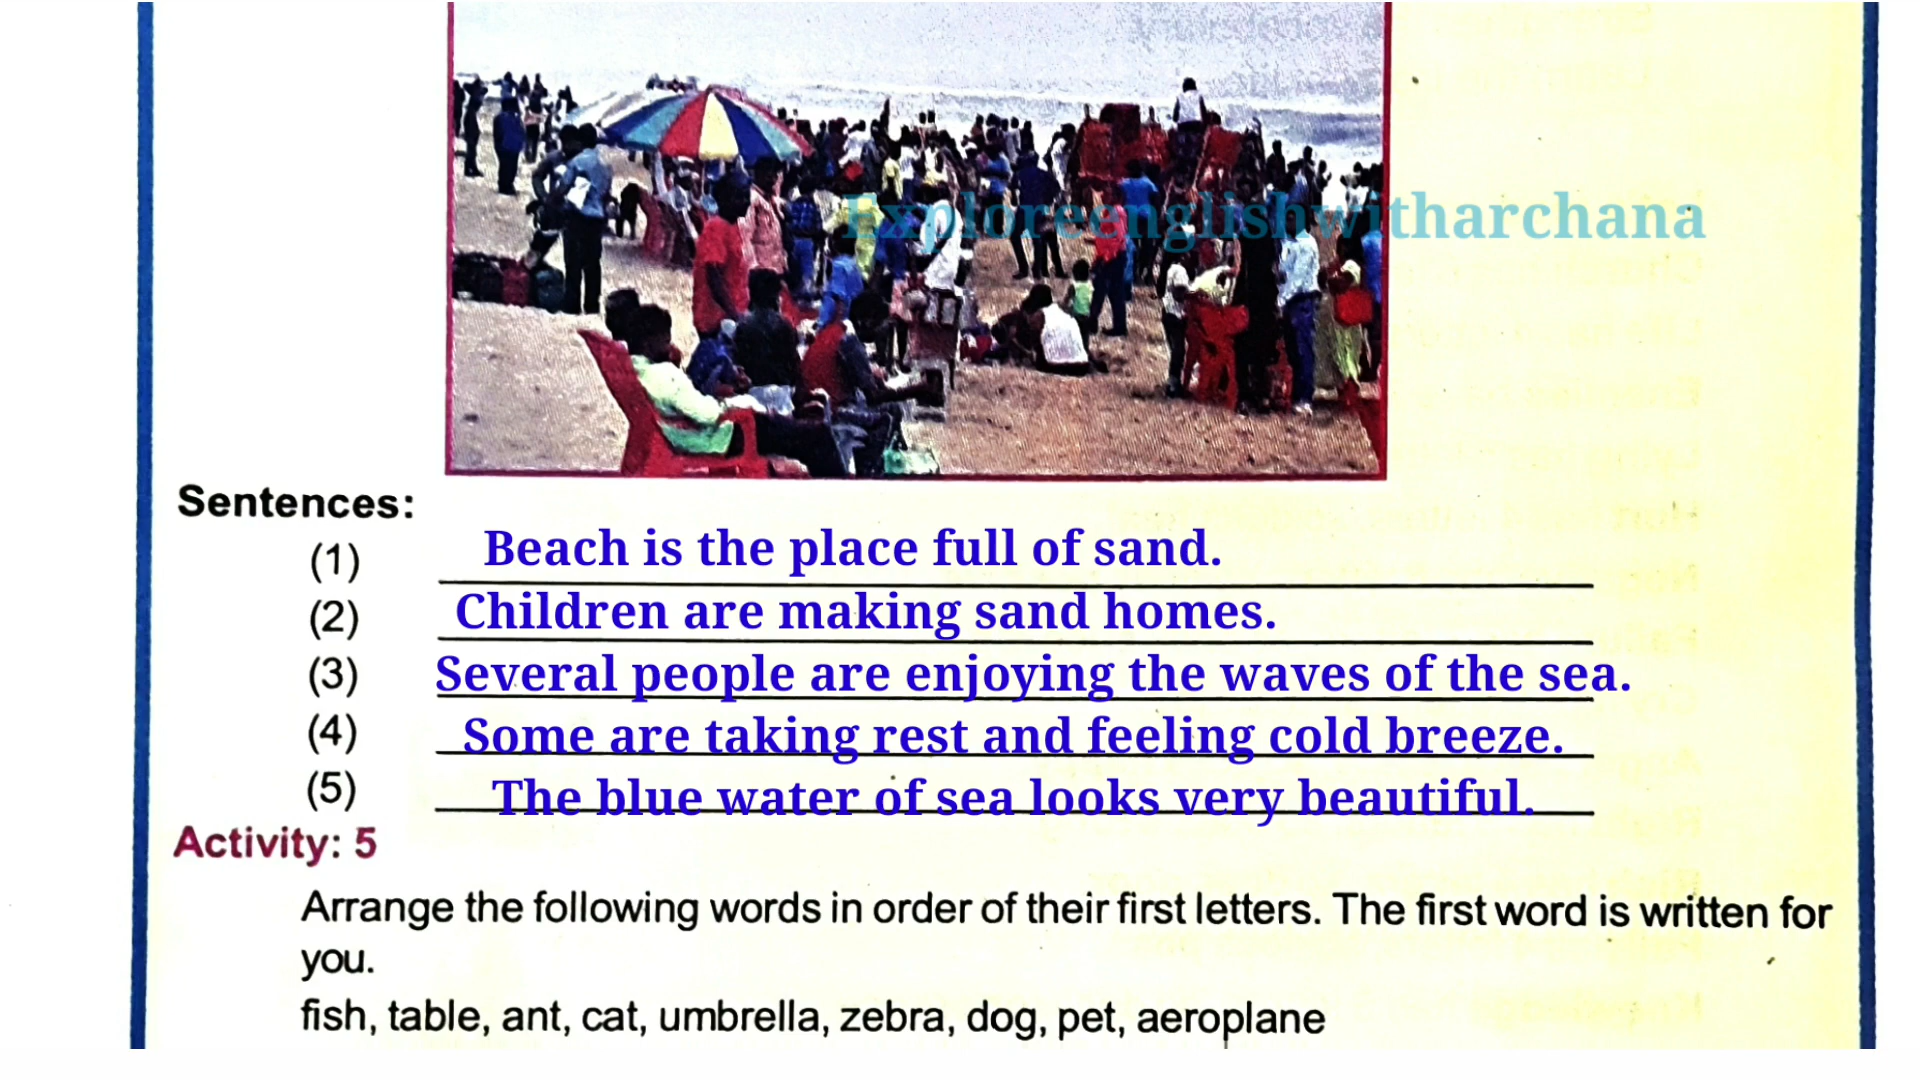 Exploreenglishwitharchana
Sentences:
(1) Beach is the place full of sand.
(2) Children are making sand homes.
(3) Several people are enjoying the waves of the sea.
(4) Some are taking rest and feeling cold breeze.
(5) The blue water of sea looks very beautiful.
Activity: 5
Arrange the following words in order of their first letters. The first word is written for
you.
fish, table, ant, cat, umbrella, zebra, dog, pet, aeroplane